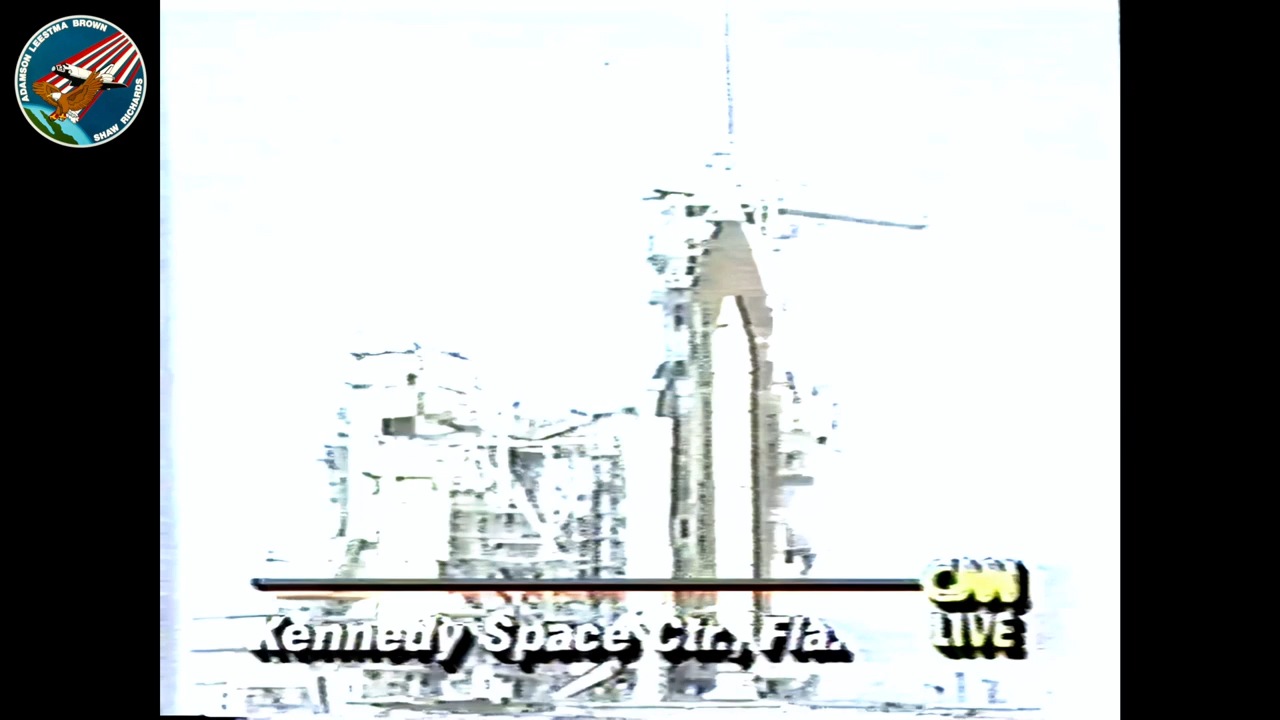 ADAMSON LEESTMA BROWN
SHAW RICHARDS
Kennedy Space Ctr., Fla.
CNN
LIVE